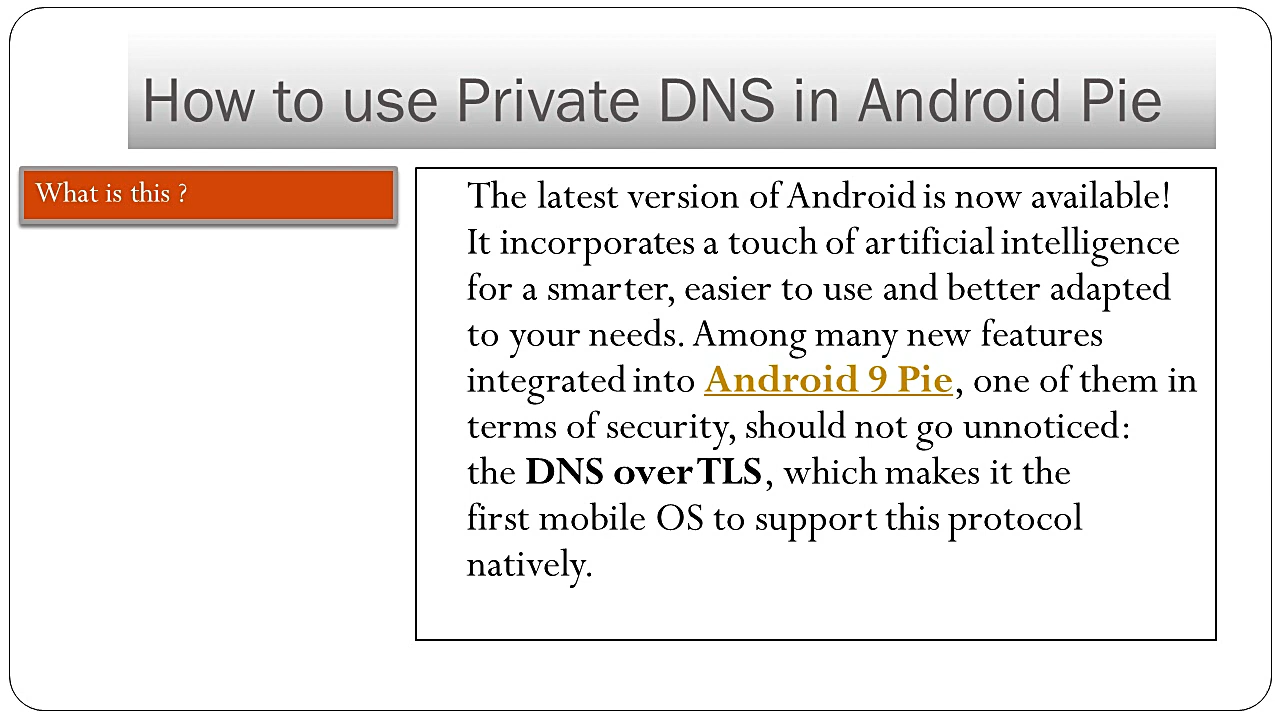 How to use Private DNS in Android Pie
What is this ?
The latest version of Android is now available!
It incorporates a touch of artificial intelligence
for a smarter, easier to use and better adapted
to your needs. Among many new features
integrated into Android 9 Pie, one of them in
terms of security, should not go unnoticed:
the DNS over TLS, which makes it the
first mobile OS to support this protocol
natively.